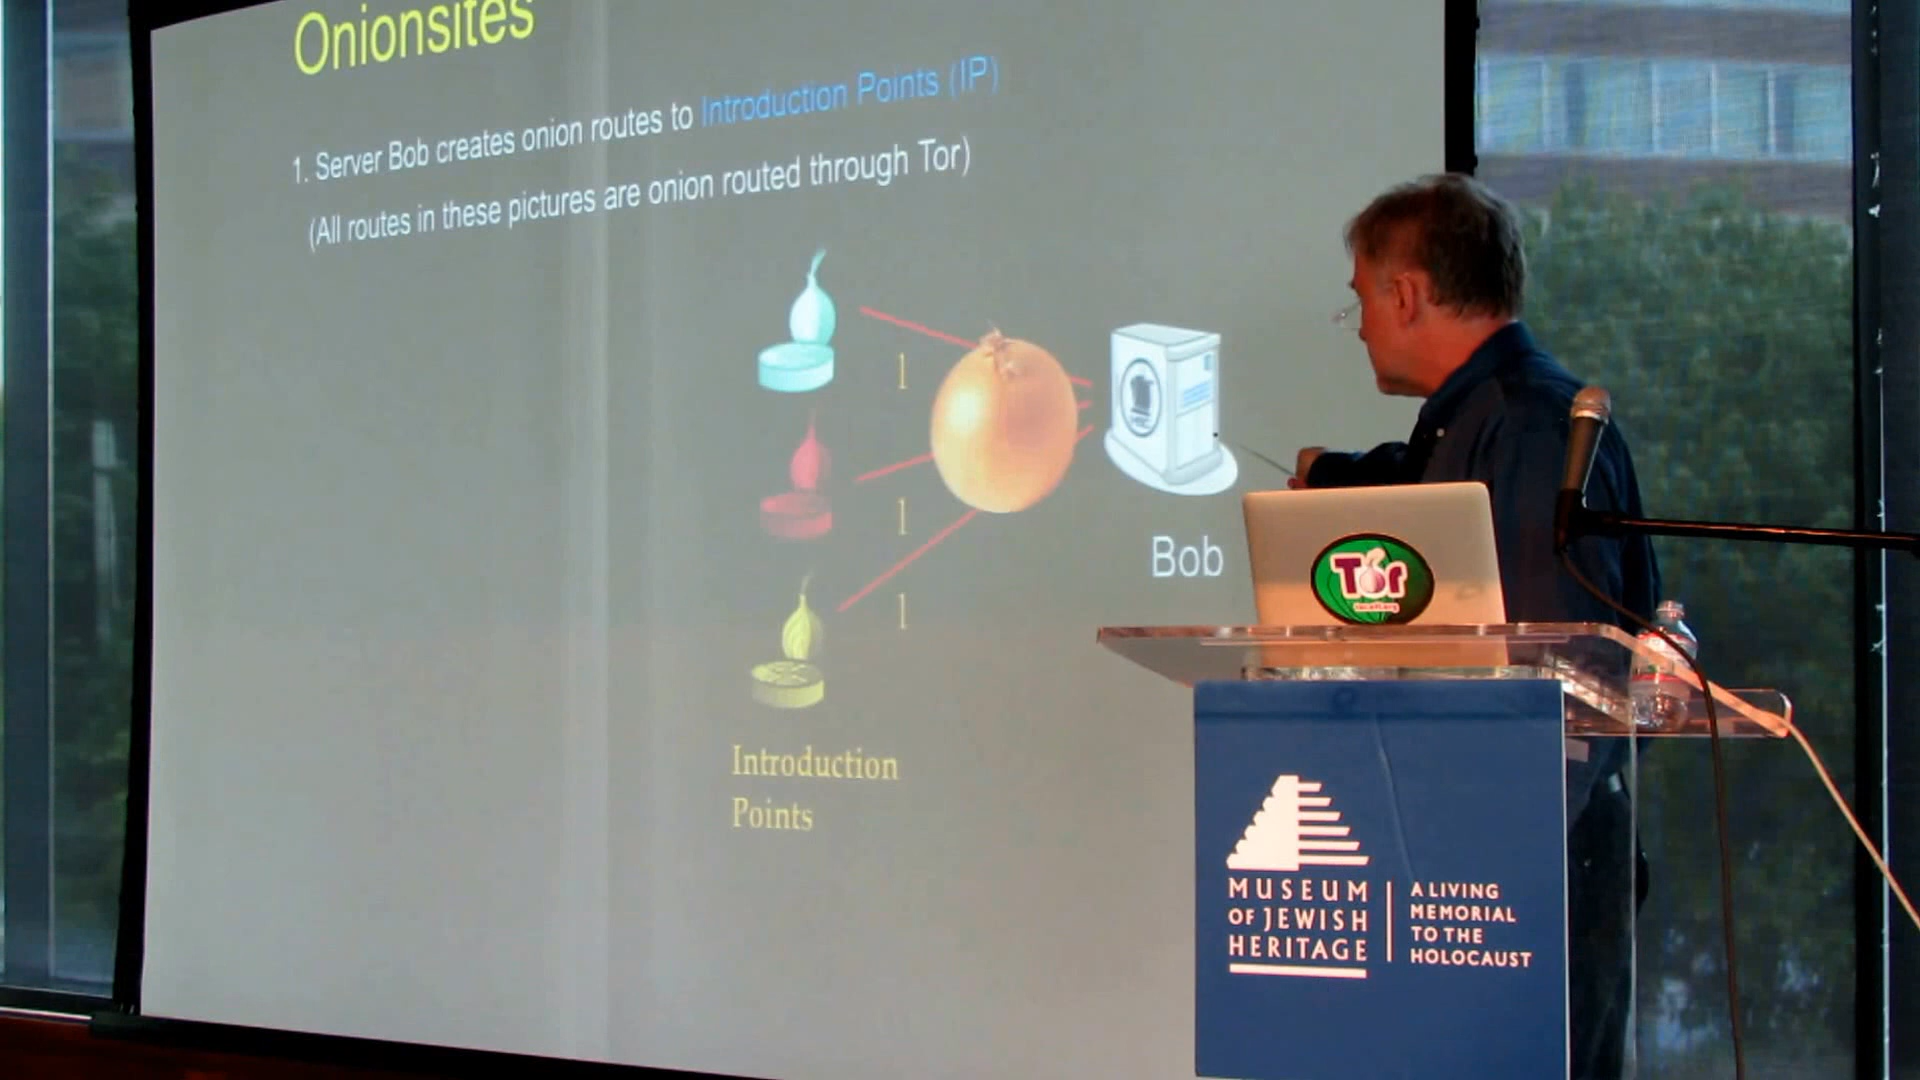 Onionsites
1. Server Bob creates onion routes to Introduction Points (IP)
(All routes in these pictures are onion routed through Tor)
1
1
1
Bob
Introduction
Points
Tor
MUSEUM
OF JEWISH
HERITAGE
A LIVING
MEMORIAL
TO THE
HOLOCAUST